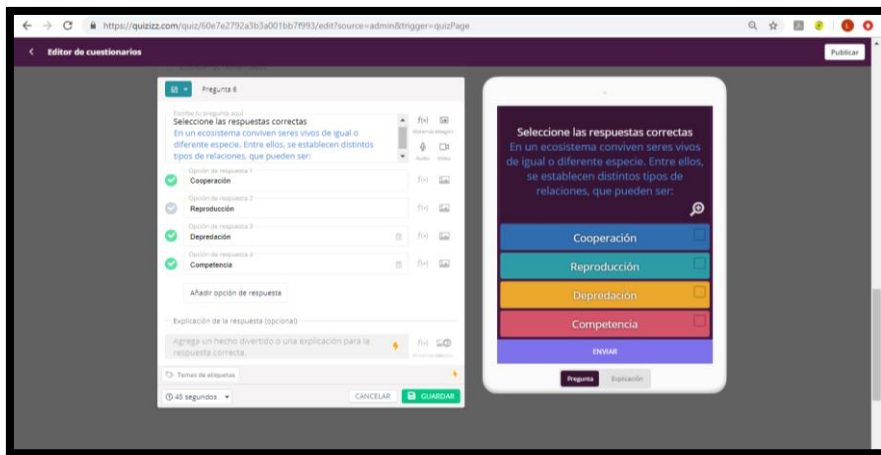 https://quizizz.com/quiz/60e7e2792a3b3a001bb7f993/edit?source=admin&trigger=quizPage
Editor de cuestionarios
Publicar
Pregunta 6
Escribe tu pregunta aquí
Seleccione las respuestas correctas
En un ecosistema conviven seres vivos de igual o
diferente especie. Entre ellos, se establecen distintos
tipos de relaciones, que pueden ser:
f(x)
Audio Video
Opción de respuesta 1
Cooperación
f(x)
Opción de respuesta 2
Reproducción
f(x)
Opción de respuesta 3
Depredación
f(x)
Opción de respuesta 4
Competencia
f(x)
Añadir opción de respuesta
Explicación de la respuesta (opcional)
Agrega un hecho divertido o una explicación para la
respuesta correcta.
f(x)
Temas de etiquetas
45 segundos
CANCELAR
GUARDAR
Seleccione las respuestas correctas
En un ecosistema conviven seres vivos
de igual o diferente especie. Entre ellos,
se establecen distintos tipos de
relaciones, que pueden ser:
Cooperación
Reproducción
Depredación
Competencia
ENVIAR
Pregunta
Explicación